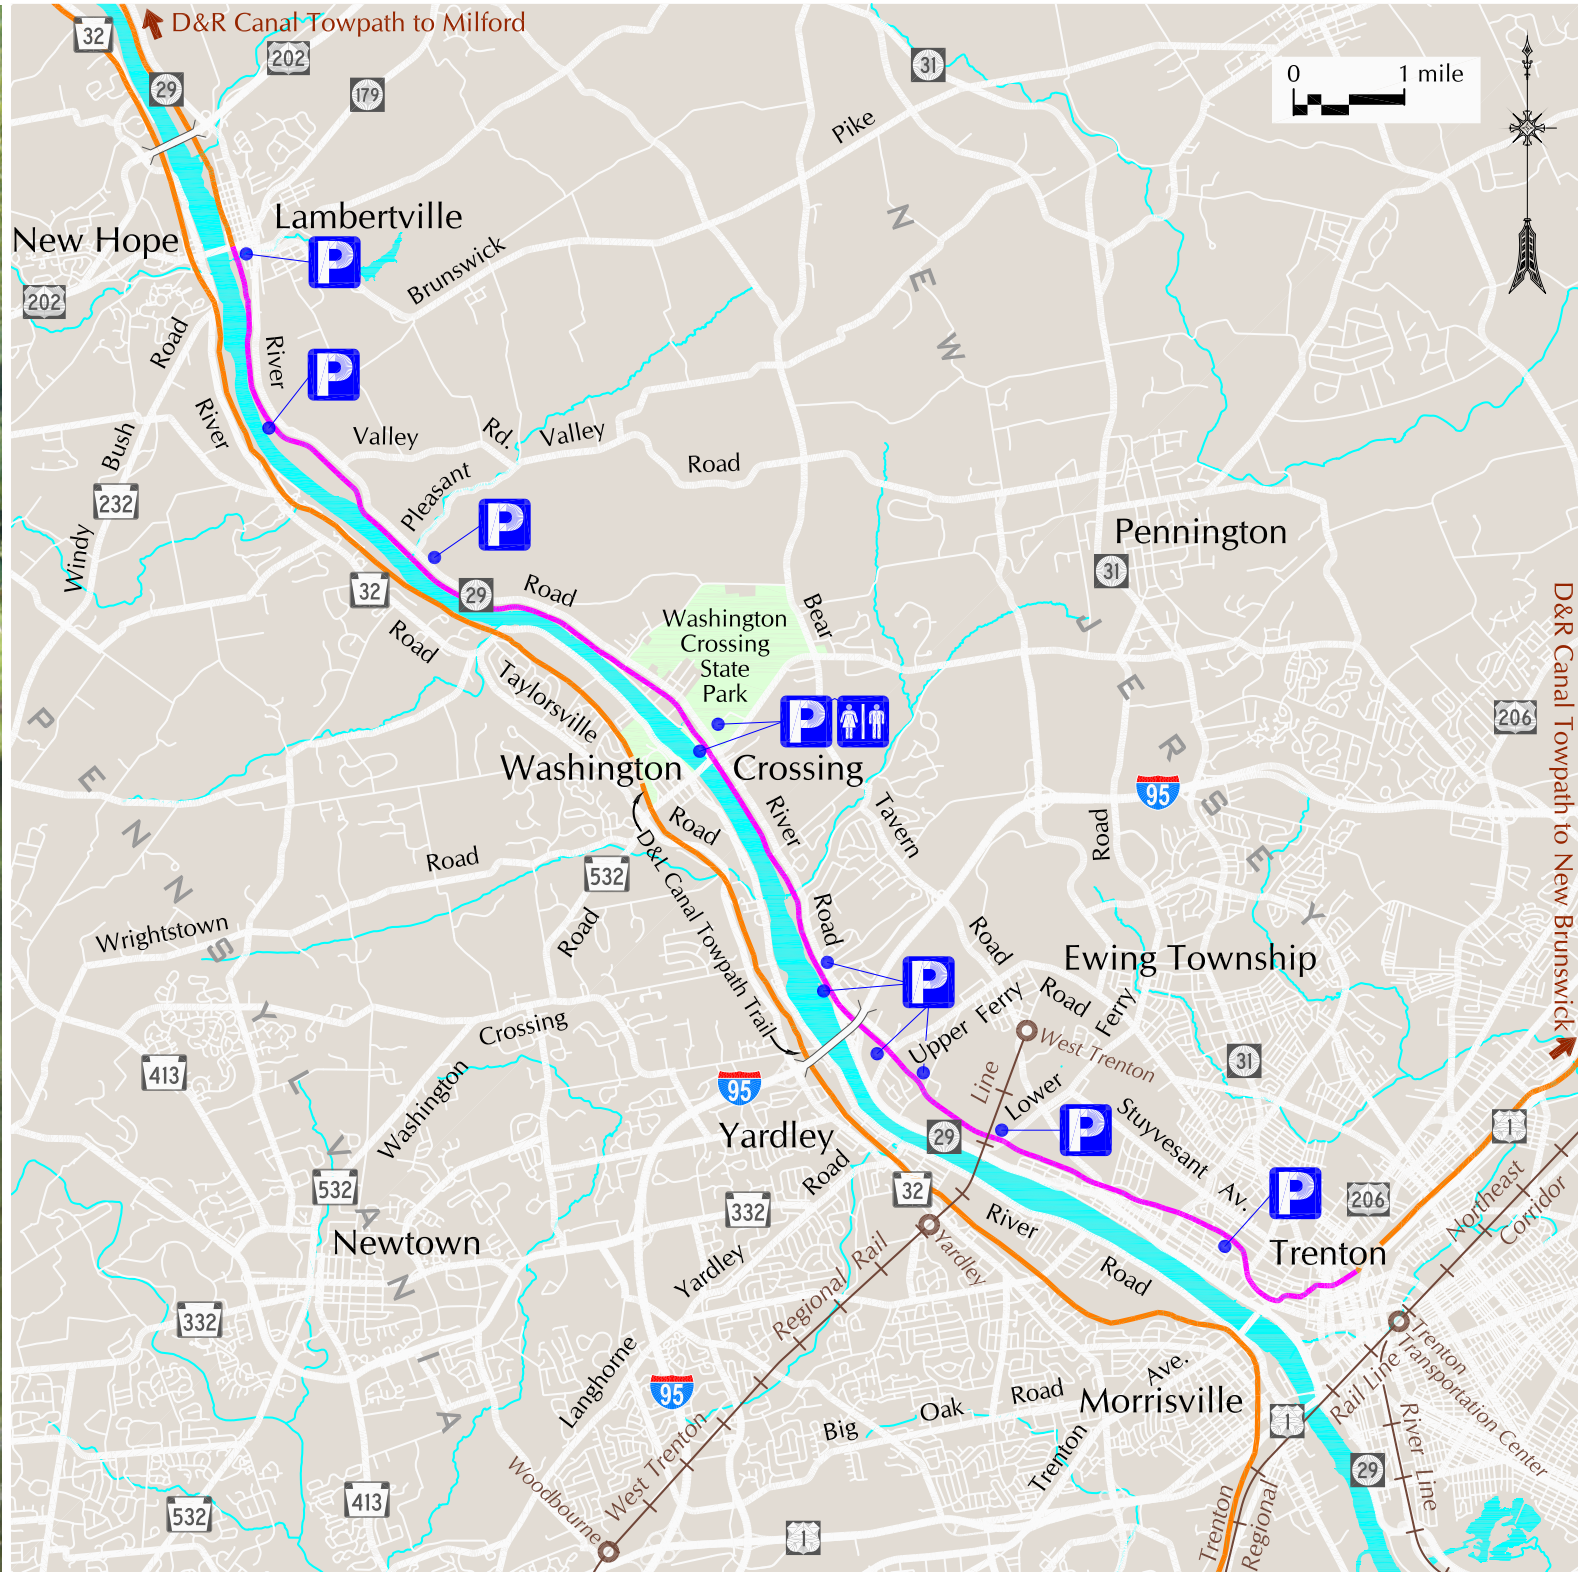 D&R Canal Towpath to Milford
32
29
202
179
31
0 1 mile
Pike
NEW
Lambertville
New Hope
P
Brunswick
202
Road
River
P
River
Valley
Rd.
Valley
Road
Bush
232
Pleasant
P
Windy
Pennington
31
32
29
Road
Road
Washington
Crossing
State
Park
Bear
JERSEY
D&R Canal Towpath to New Brunswick
Taylorsville
P
206
PENNSYLVANIA
Washington
Crossing
95
River
Tavern
Road
Road
D&L Canal Towpath Trail
Road
532
Wrightstown
Road
Road
Road
Ewing Township
P
Upper Ferry
Road
Ferry
Crossing
West Trenton
413
Washington
95
Line
Lower
31
Yardley
29
P
Stuyvesant Av.
1
Road
32
532
332
P
206
Northeast
Corridor
Newtown
River
Road
Yardley
Yardley
Regional Rail
Trenton
332
Langhorne
95
Trenton
Transportation Center
Rail Line
Big
Oak
Road
Ave.
Morrisville
1
Trenton
River Line
29
West Trenton
Woodbourne
413
532
1
Trenton
Regional